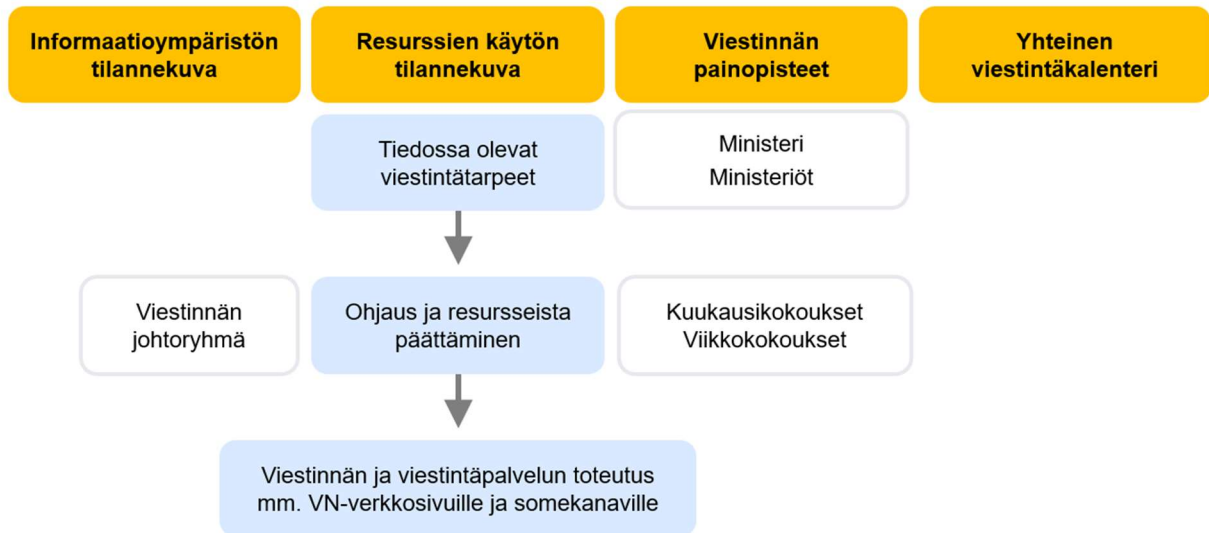 Informaatioympäristön
tilannekuva
Resurssien käytön
tilannekuva
Viestinnän
painopisteet
Yhteinen
viestintäkalenteri
Tiedossa olevat
viestintätarpeet
Ministeri
Ministeriöt
Viestinnän
johtoryhmä
Ohjaus ja resursseista
päättäminen
Kuukausikokoukset
Viikkokokoukset
Viestinnän ja viestintäpalvelun toteutus
mm. VN-verkkosivuille ja somekanaville